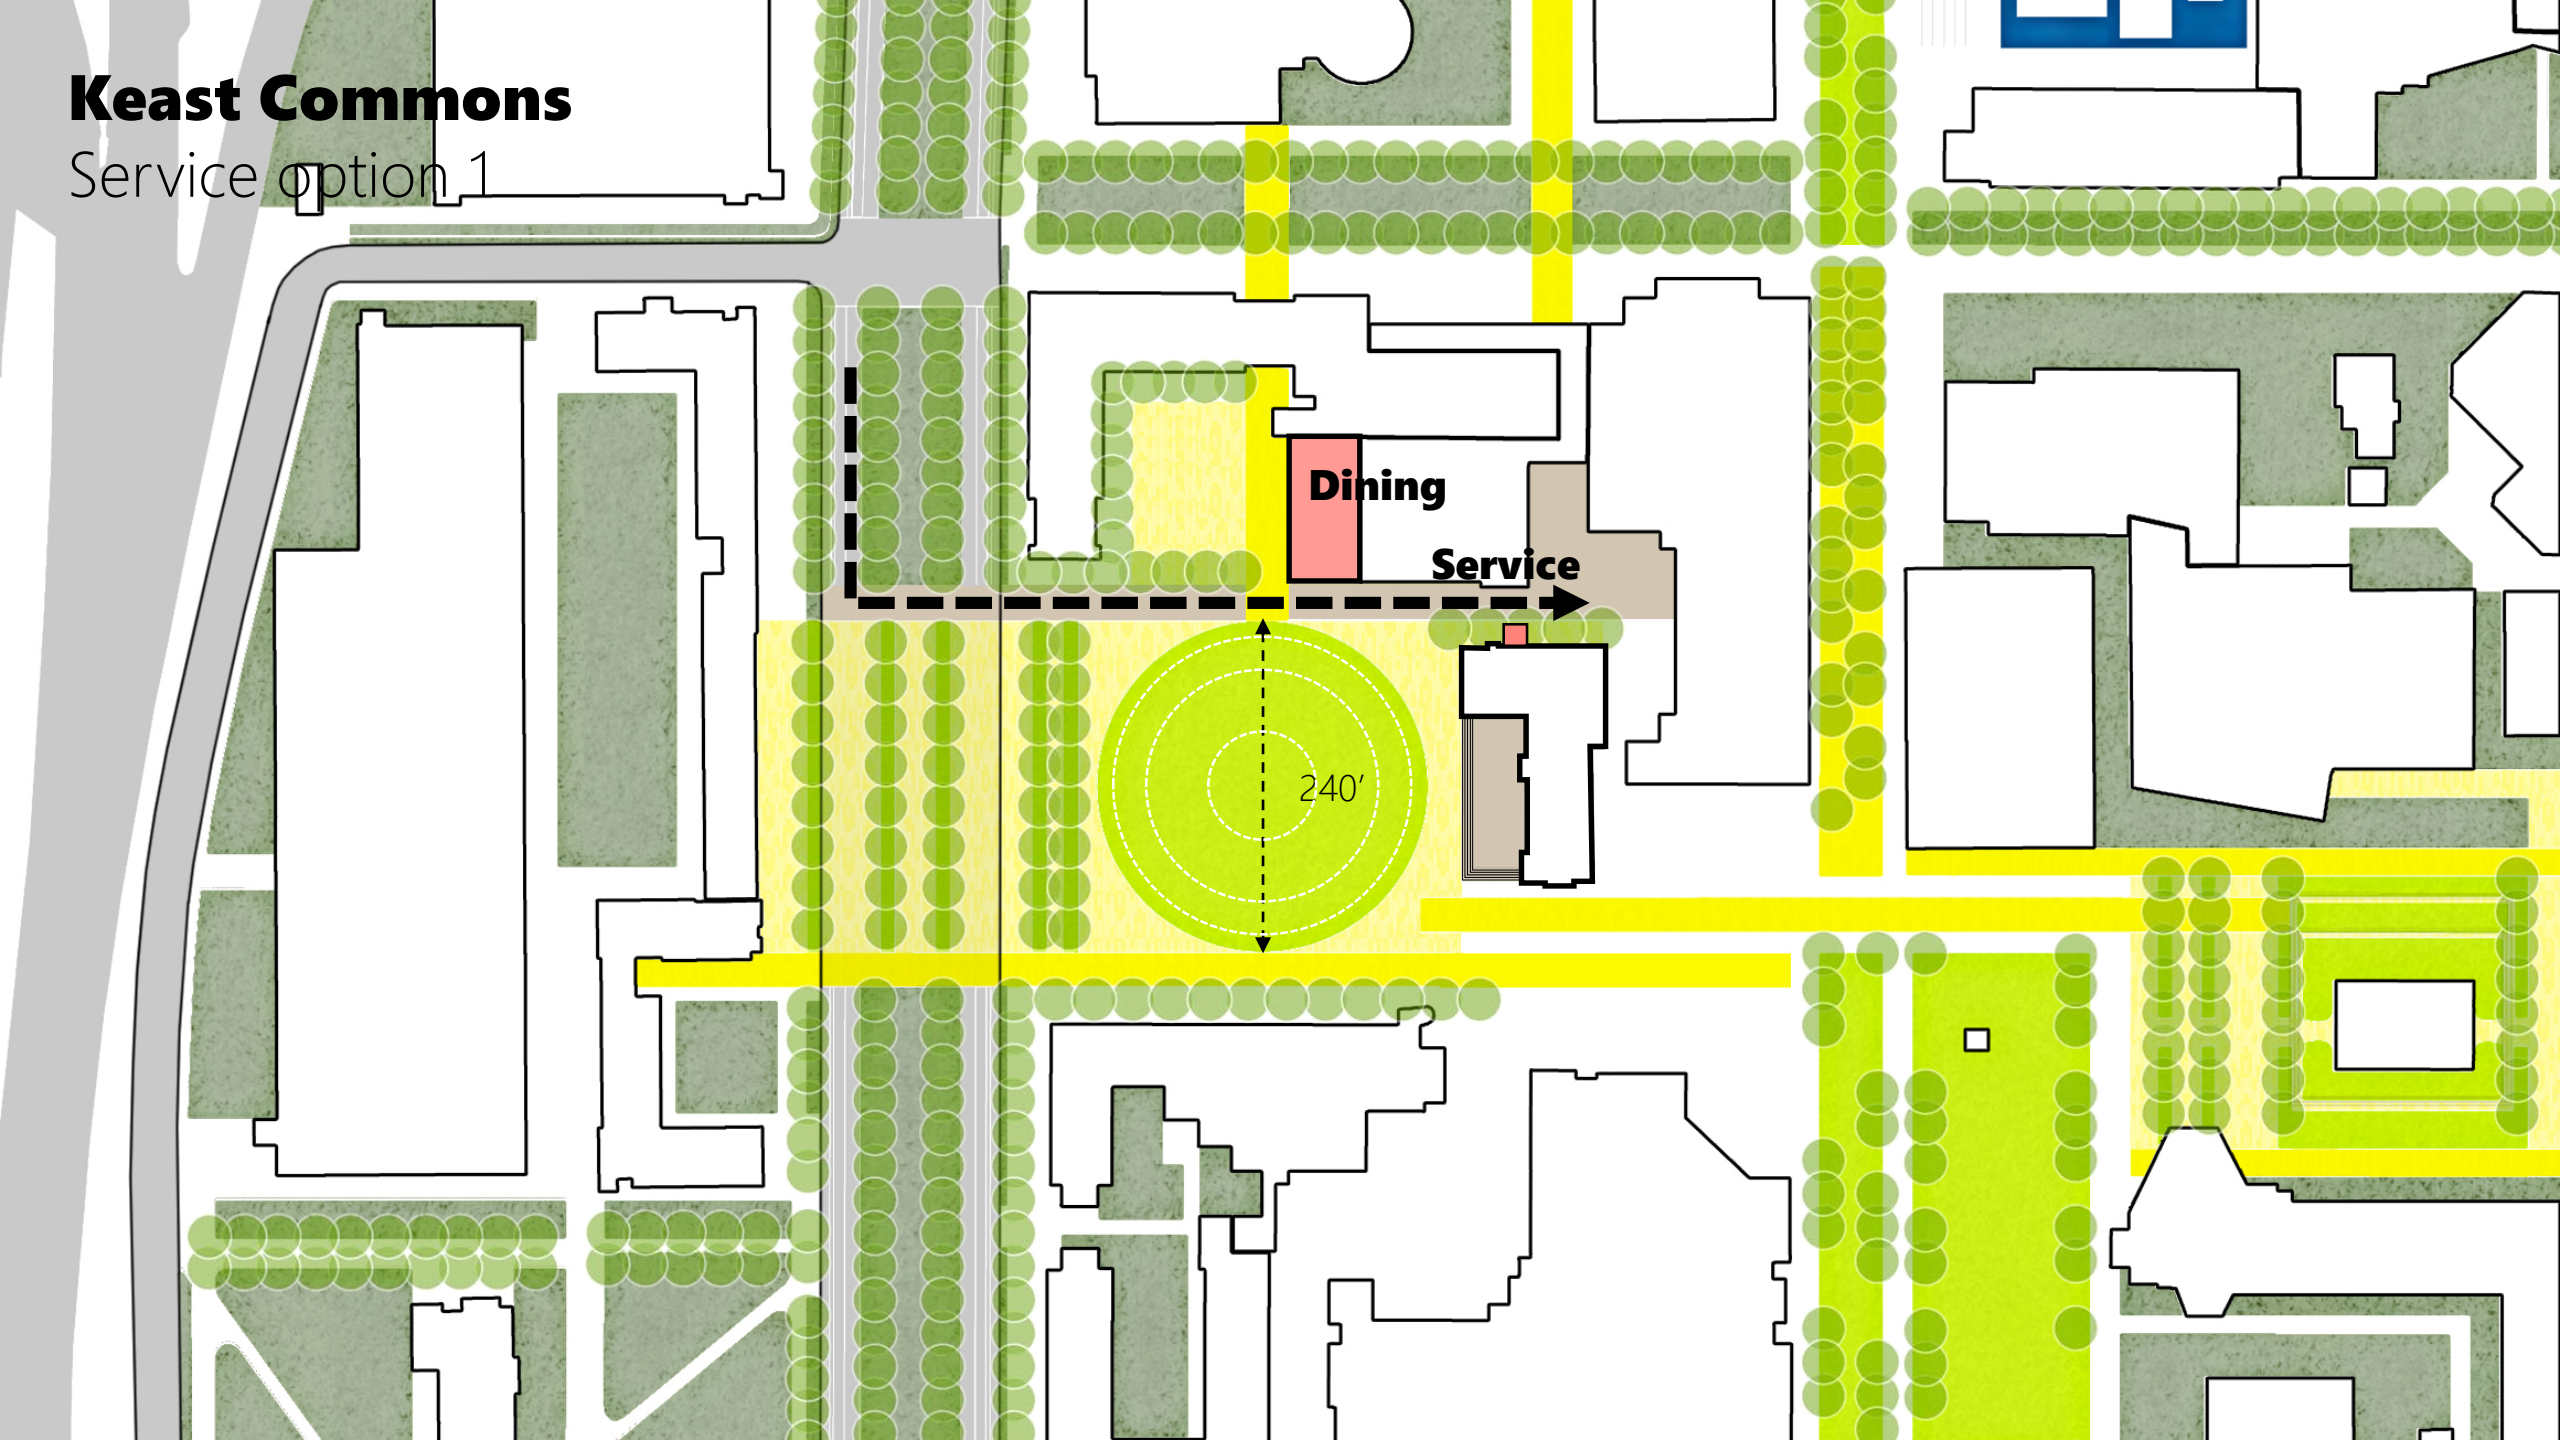 Keast Commons
Service option 1
Dining
Service
240′